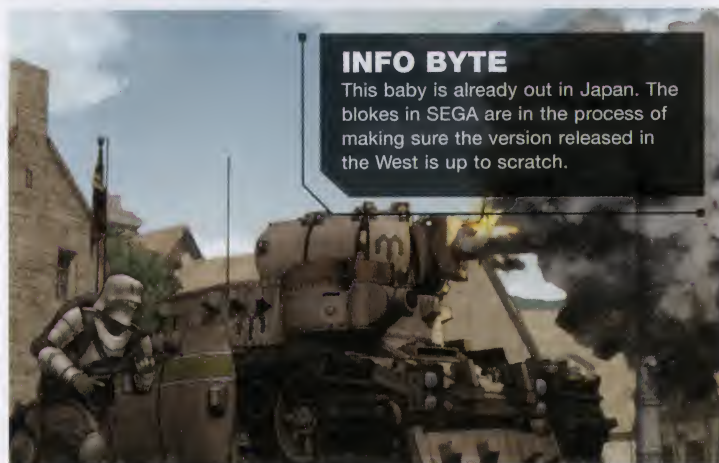 INFO BYTE
This baby is already out in Japan. The
blokes in SEGA are in the process of
making sure the version released in
the West is up to scratch.
m